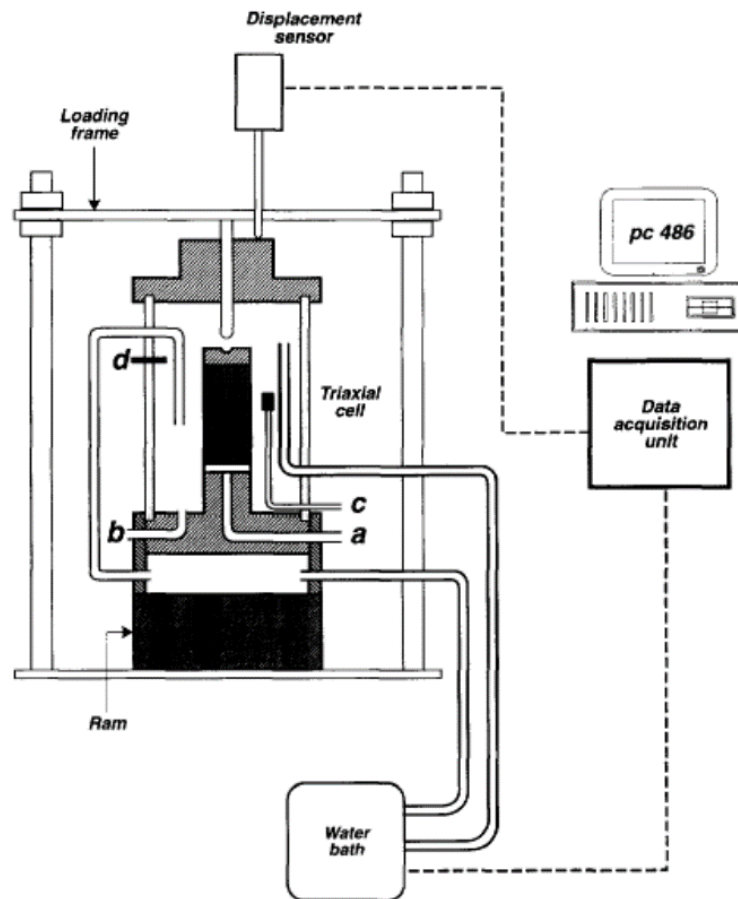 Displacement
sensor
Loading
frame
pc 486
d
Triaxial
cell
Data
acquisition
unit
c
b
a
Ram
Water
bath